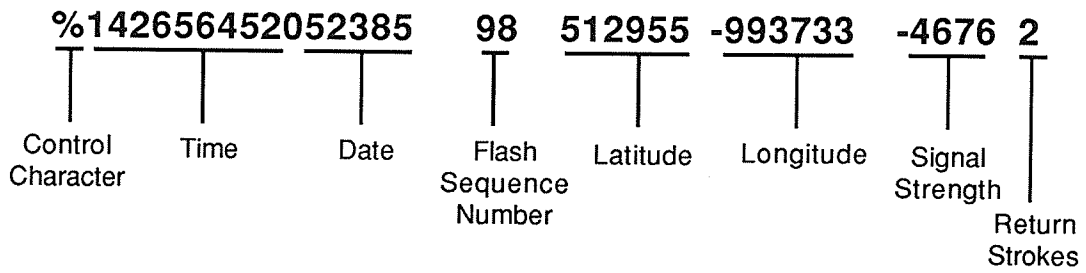 %142656452052385 98 512955 -993733 -4676 2
Control Character
Time
Date
Flash Sequence Number
Latitude
Longitude
Signal Strength
Return Strokes